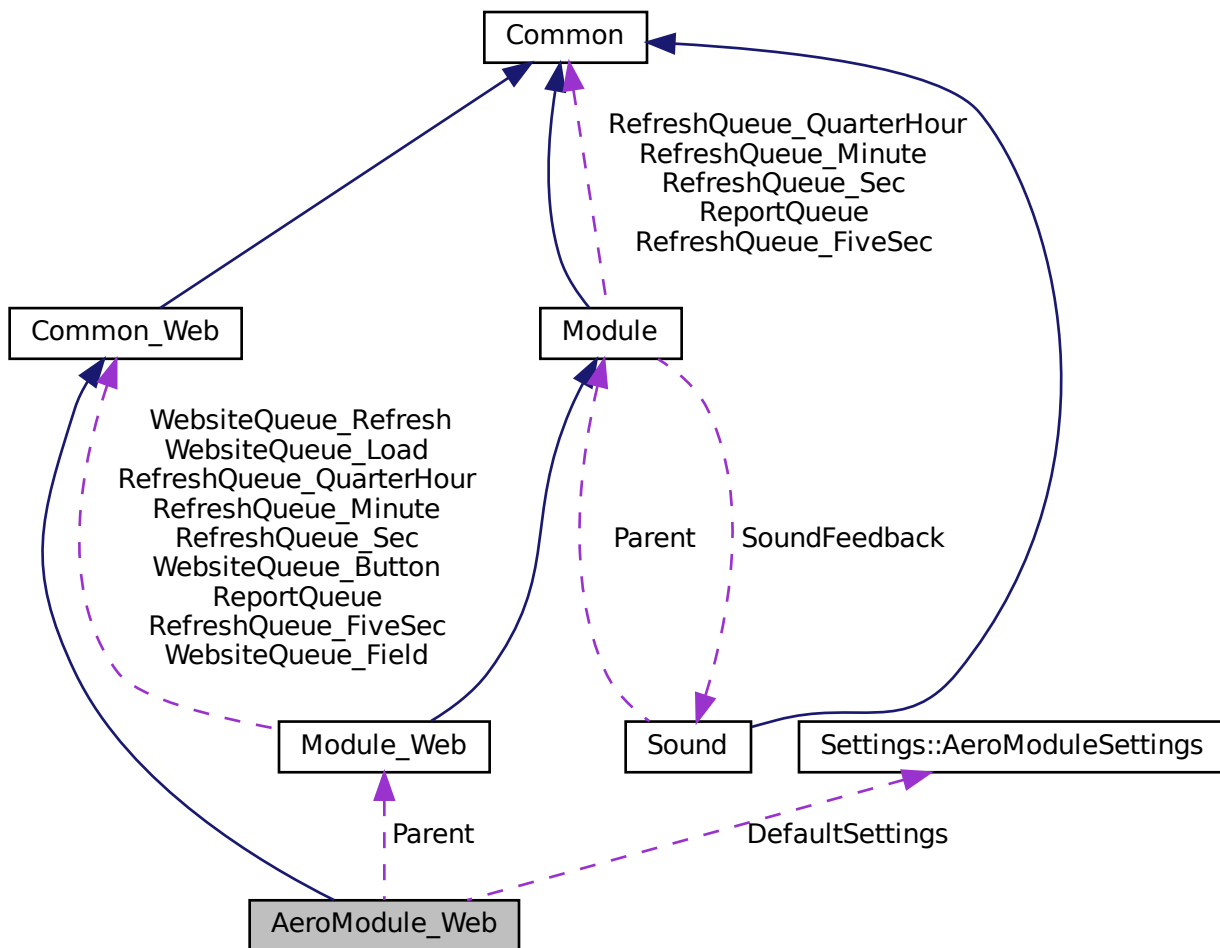 Common
RefreshQueue_QuarterHour
RefreshQueue_Minute
RefreshQueue_Sec
ReportQueue
RefreshQueue_FiveSec
Common_Web
Module
WebsiteQueue_Refresh
WebsiteQueue_Load
RefreshQueue_QuarterHour
RefreshQueue_Minute
RefreshQueue_Sec
WebsiteQueue_Button
ReportQueue
RefreshQueue_FiveSec
WebsiteQueue_Field
Parent
SoundFeedback
Module_Web
Sound
Settings::AeroModuleSettings
Parent
DefaultSettings
AeroModule_Web